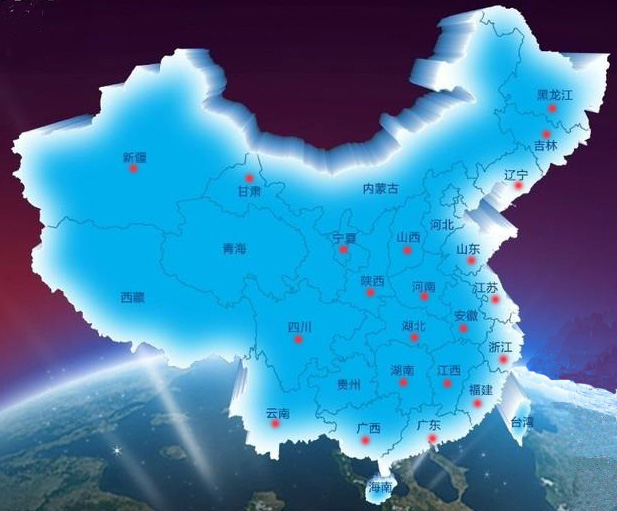 黑龙江
吉林
新疆
辽宁
甘肃
内蒙古
河北
宁夏
山西
青海
山东
陕西
河南
江苏
西藏
安徽
四川
湖北
浙江
湖南
江西
贵州
福建
云南
台湾
广西
广东
海南